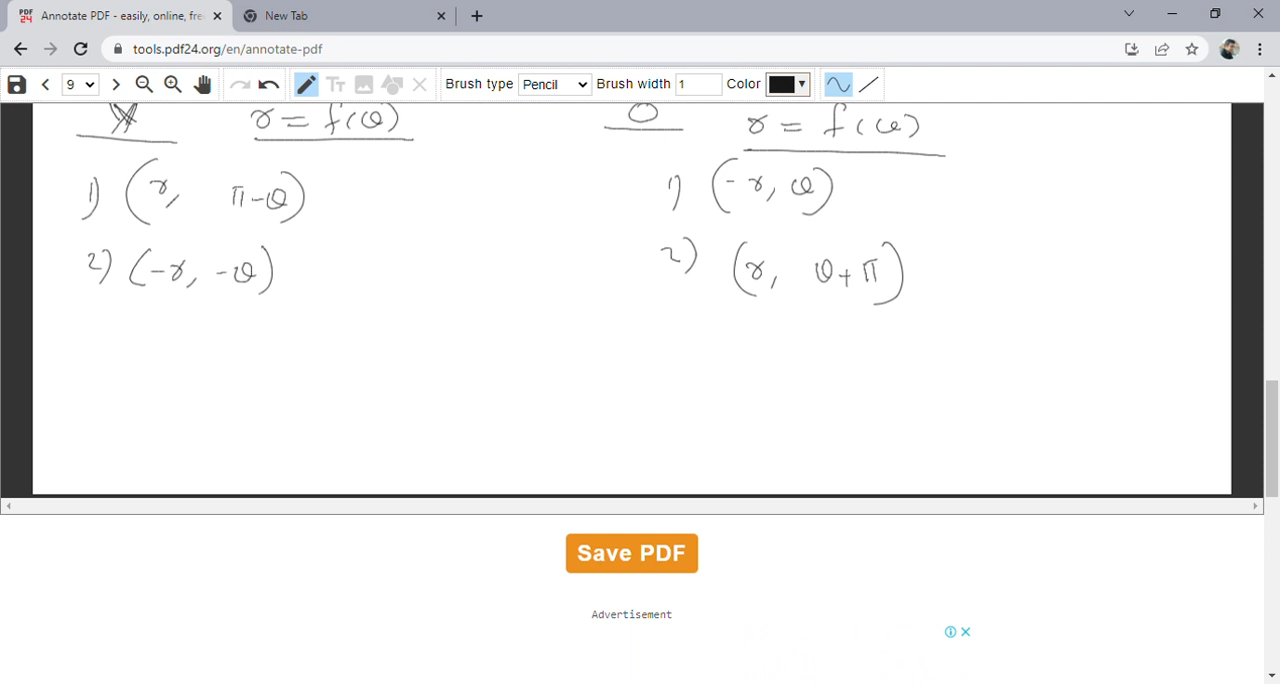 Annotate PDF - easily, online, fre
New Tab
tools.pdf24.org/en/annotate-pdf
9
Brush type Pencil Brush width 1 Color
r = f(θ)
O
r = f(θ)
1) (r, π-θ)
1) (-r, θ)
2) (-r, -θ)
2) (r, θ+π)
Save PDF
Advertisement